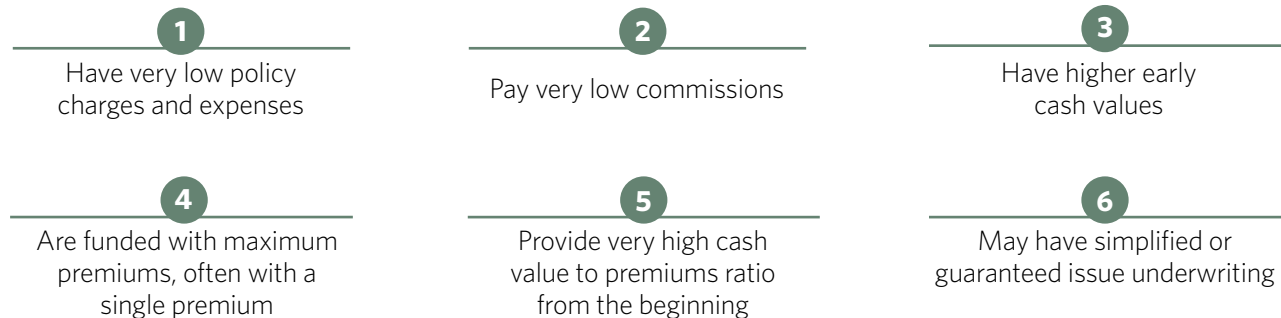 1
Have very low policy
charges and expenses
2
Pay very low commissions
3
Have higher early
cash values
4
Are funded with maximum
premiums, often with a
single premium
5
Provide very high cash
value to premiums ratio
from the beginning
6
May have simplified or
guaranteed issue underwriting